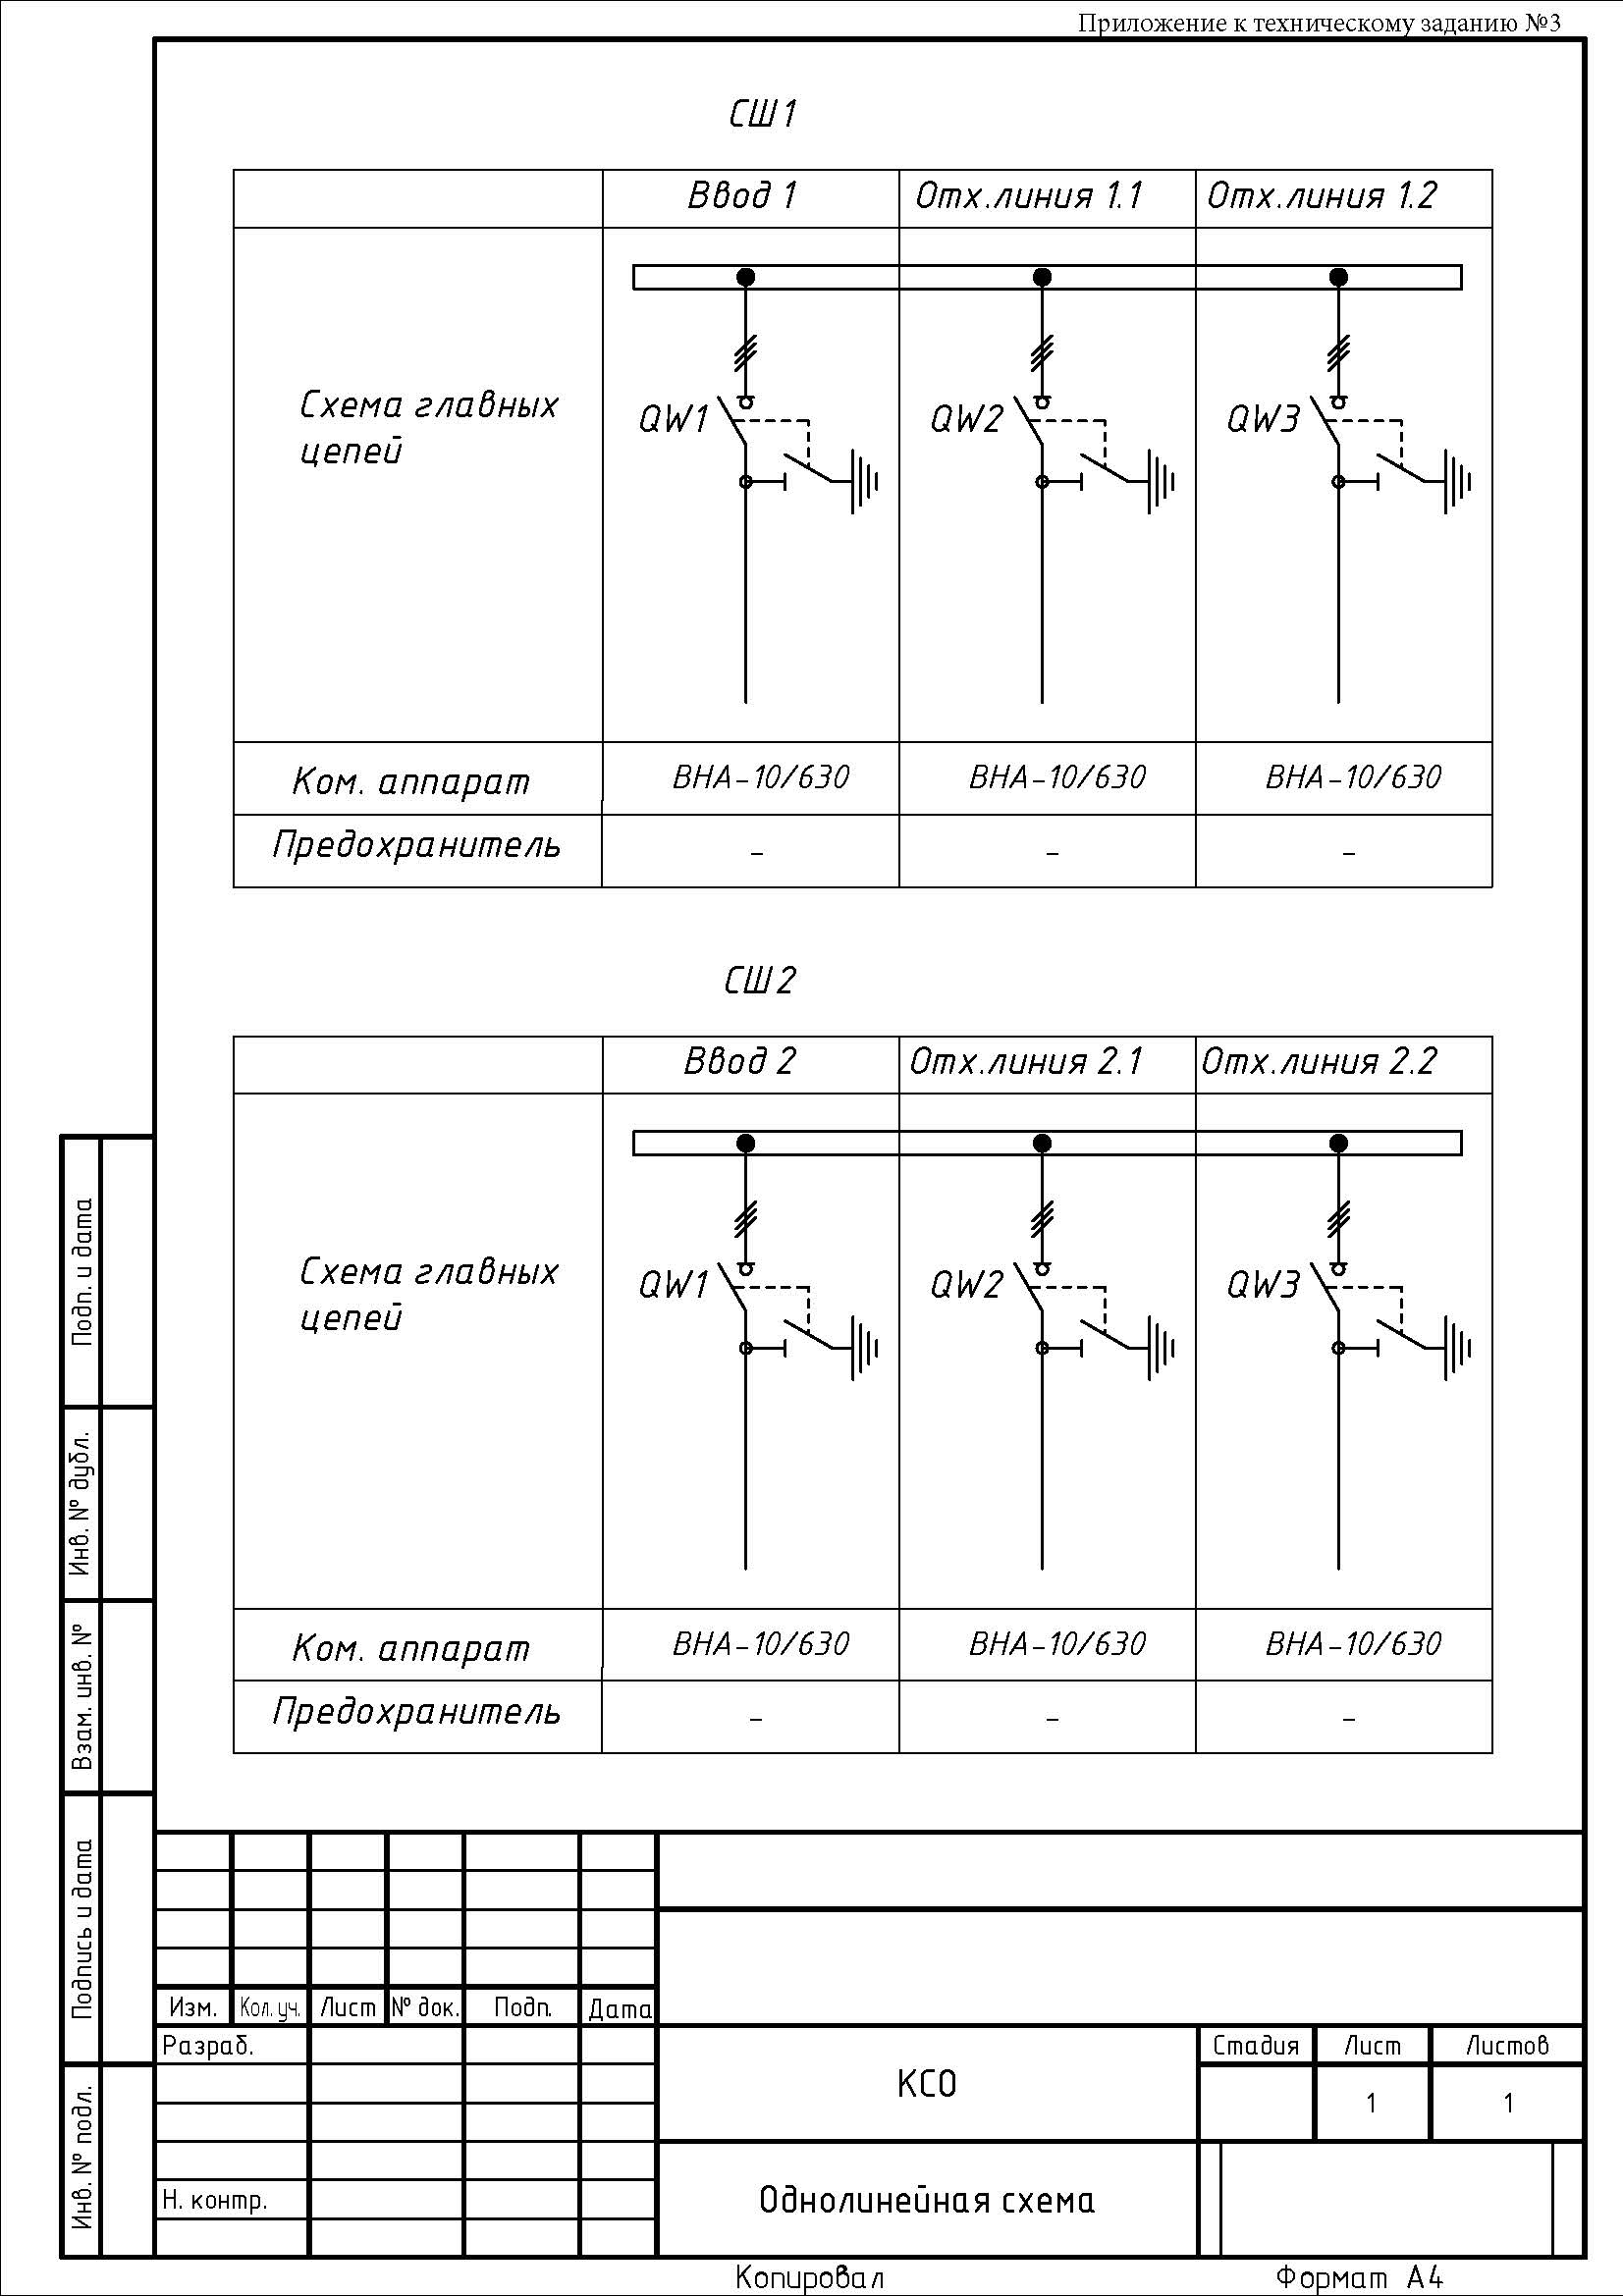 Приложение к техническому заданию №3
СШ1
Ввод 1 Отх.линия 1.1 Отх.линия 1.2
Схема главных
цепей
QW1 QW2 QW3
Ком. аппарат ВНА-10/630 ВНА-10/630 ВНА-10/630
Предохранитель - - -
СШ2
Ввод 2 Отх.линия 2.1 Отх.линия 2.2
Схема главных
цепей
QW1 QW2 QW3
Ком. аппарат ВНА-10/630 ВНА-10/630 ВНА-10/630
Предохранитель - - -
Подп. и дата
Инв. № дубл.
Взам. инв. №
Подпись и дата
Инв. № подл.
Изм. Кол.уч. Лист № док. Подп. Дата
Разраб.
Н. контр.
КСО
Стадия Лист Листов
1 1
Однолинейная схема
Копировал Формат А4